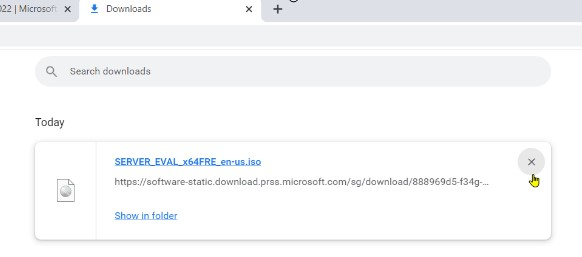 022 | Microsoft
Downloads
Search downloads
Today
SERVER_EVAL_x64FRE_en-us.iso
https://software-static.download.prss.microsoft.com/sg/download/888969d5-f34g-...
Show in folder